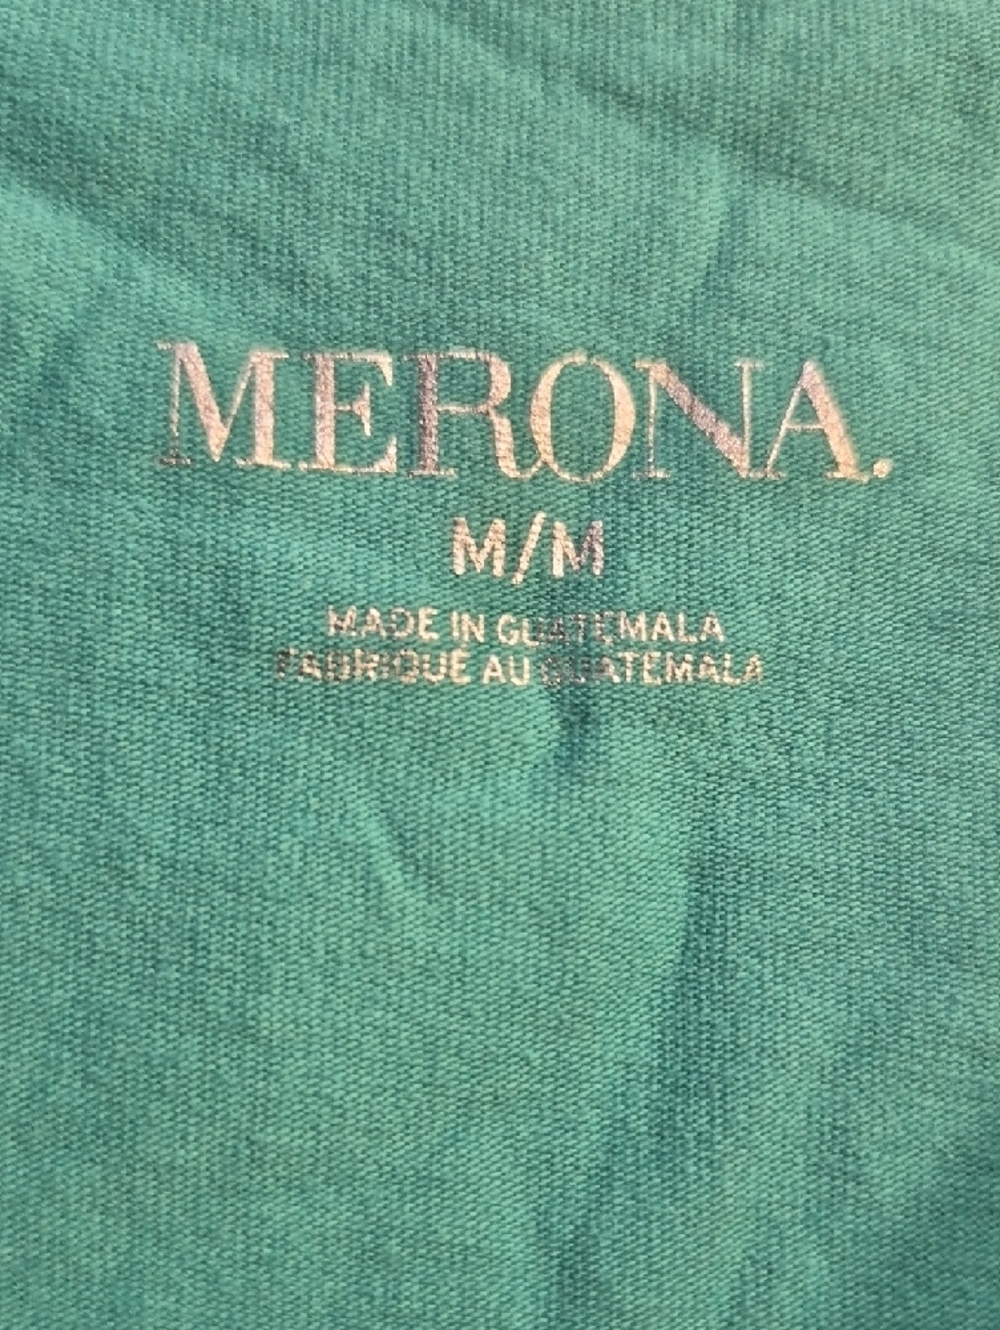 MERONA.
M/M
MADE IN GUATEMALA
FABRIQUÉ AU GUATEMALA